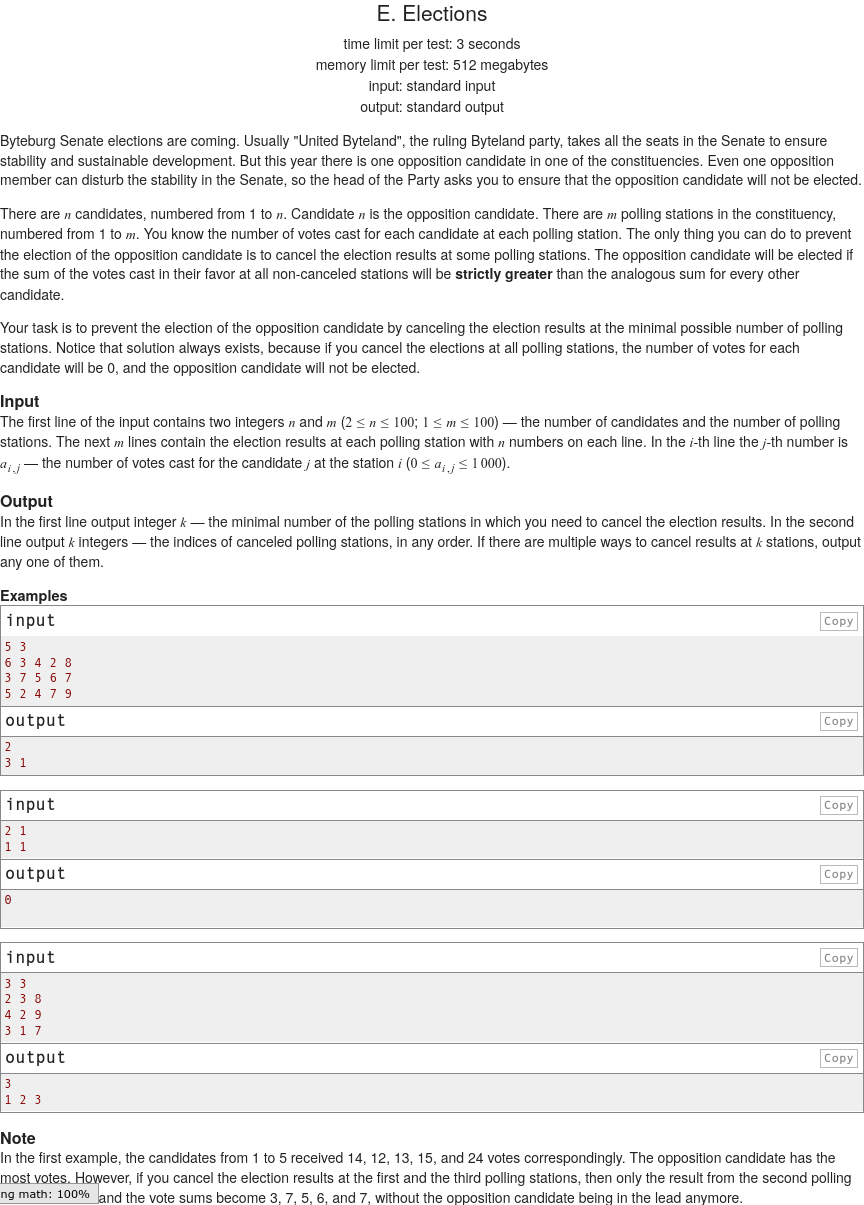 E. Elections
time limit per test: 3 seconds
memory limit per test: 512 megabytes
input: standard input
output: standard output
Byteburg Senate elections are coming. Usually "United Byteland", the ruling Byteland party, takes all the seats in the Senate to ensure
stability and sustainable development. But this year there is one opposition candidate in one of the constituencies. Even one opposition
member can disturb the stability in the Senate, so the head of the Party asks you to ensure that the opposition candidate will not be elected.
There are n candidates, numbered from 1 to n. Candidate n is the opposition candidate. There are m polling stations in the constituency,
numbered from 1 to m. You know the number of votes cast for each candidate at each polling station. The only thing you can do to prevent
the election of the opposition candidate is to cancel the election results at some polling stations. The opposition candidate will be elected if
the sum of the votes cast in their favor at all non-canceled stations will be strictly greater than the analogous sum for every other
candidate.
Your task is to prevent the election of the opposition candidate by canceling the election results at the minimal possible number of polling
stations. Notice that solution always exists, because if you cancel the elections at all polling stations, the number of votes for each
candidate will be 0, and the opposition candidate will not be elected.
Input
The first line of the input contains two integers n and m (2 ≤ n ≤ 100; 1 ≤ m ≤ 100) — the number of candidates and the number of polling
stations. The next m lines contain the election results at each polling station with n numbers on each line. In the i-th line the j-th number is
a_{i,j} — the number of votes cast for the candidate j at the station i (0 ≤ a_{i,j} ≤ 1 000).
Output
In the first line output integer k — the minimal number of the polling stations in which you need to cancel the election results. In the second
line output k integers — the indices of canceled polling stations, in any order. If there are multiple ways to cancel results at k stations, output
any one of them.
Examples
input Copy
5 3
6 3 4 2 8
3 7 5 6 7
5 2 4 7 9
output Copy
2
3 1
input Copy
2 1
1 1
output Copy
0
input Copy
3 3
2 3 8
4 2 9
3 1 7
output Copy
3
1 2 3
Note
In the first example, the candidates from 1 to 5 received 14, 12, 13, 15, and 24 votes correspondingly. The opposition candidate has the
most votes. However, if you cancel the election results at the first and the third polling stations, then only the result from the second polling
ng math: 100% and the vote sums become 3, 7, 5, 6, and 7, without the opposition candidate being in the lead anymore.